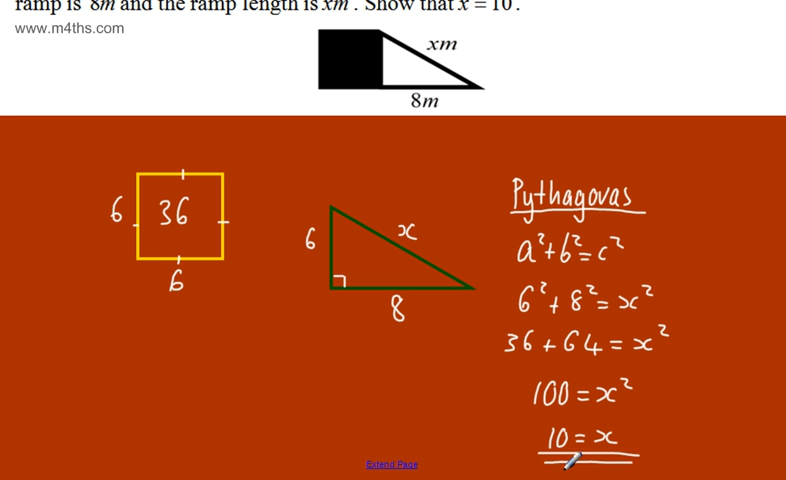 ramp is 8m and the ramp length is xm . Show that x = 10 .
www.m4ths.com
xm
8m
6
36
6
6
x
8
Pythagoras
a²+b²=c²
6²+8²=x²
36+64=x²
100=x²
10=x
Extend Page